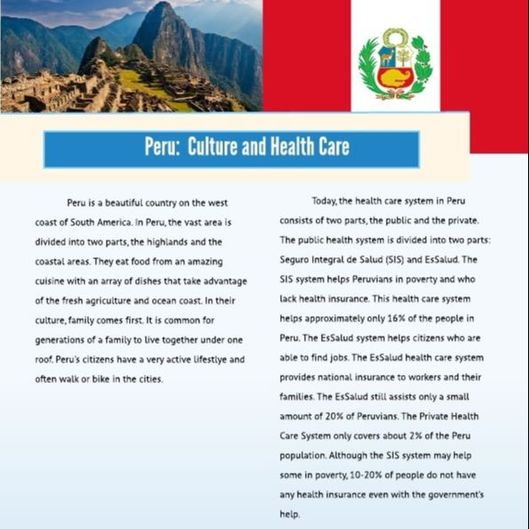 Peru: Culture and Health Care
Peru is a beautiful country on the west
coast of South America. In Peru, the vast area is
divided into two parts, the highlands and the
coastal areas. They eat food from an amazing
cuisine with an array of dishes that take advantage
of the fresh agriculture and ocean coast. In their
culture, family comes first. It is common for
generations of a family to live together under one
roof. Peru's citizens have a very active lifestlye and
often walk or bike in the cities.
Today, the health care system in Peru
consists of two parts, the public and the private.
The public health system is divided into two parts:
Seguro Integral de Salud (SIS) and EsSalud. The
SIS system helps Peruvians in poverty and who
lack health insurance. This health care system
helps approximately only 16% of the people in
Peru. The EsSalud system helps citizens who are
able to find jobs. The EsSalud health care system
provides national insurance to workers and their
families. The EsSalud still assists only a small
amount of 20% of Peruvians. The Private Health
Care System only covers about 2% of the Peru
population. Although the SIS system may help
some in poverty, 10-20% of people do not have
any health insurance even with the government's
help.